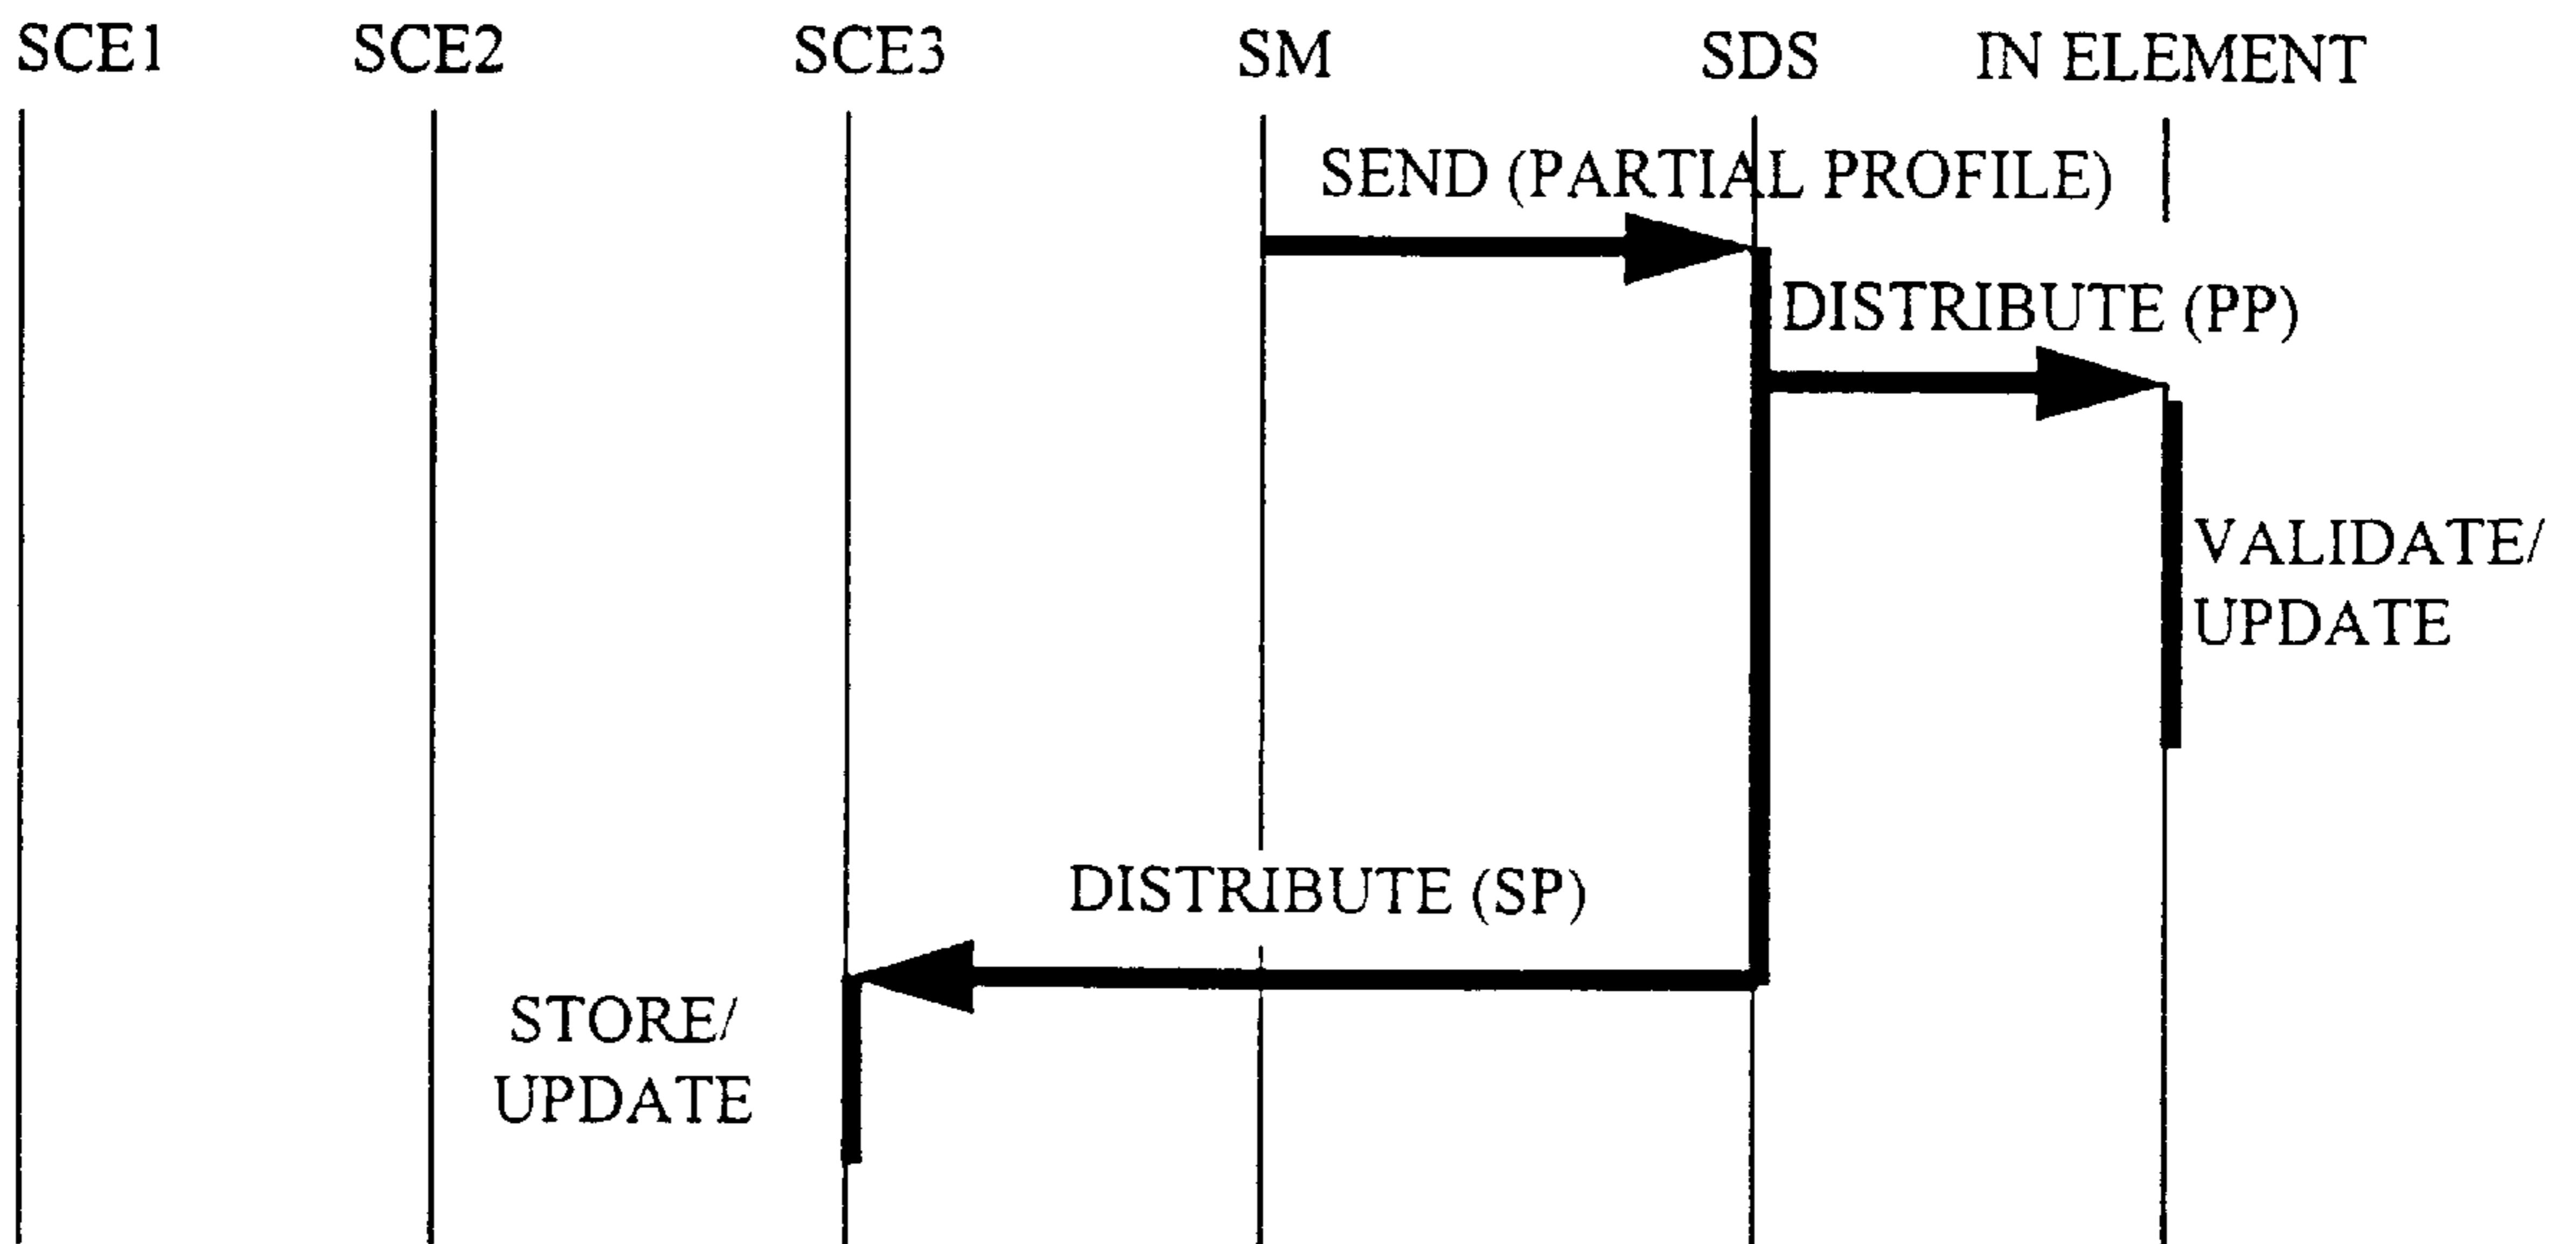 SCE1 SCE2 SCE3 SM SDS IN ELEMENT
SEND (PARTIAL PROFILE)
DISTRIBUTE (PP)
VALIDATE/
UPDATE
DISTRIBUTE (SP)
STORE/
UPDATE